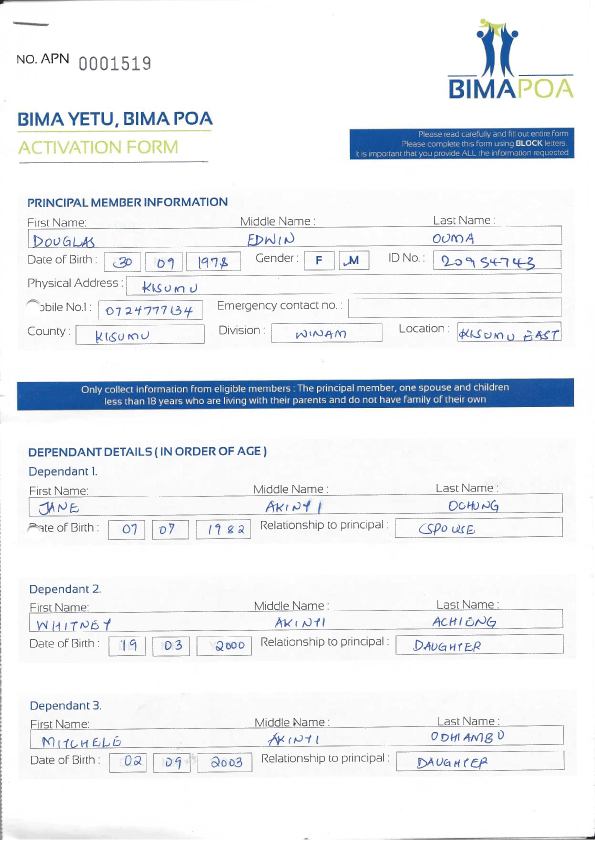 NO. APN 0001519
BIMAPOA
BIMA YETU, BIMA POA
ACTIVATION FORM
Please read carefully and fill out entire form
Please complete this form using BLOCK letters.
It is important that you provide ALL the information requested
PRINCIPAL MEMBER INFORMATION
First Name: Middle Name : Last Name :
DOUGLAS EDWIN OUMA
Date of Birth : 30 09 1978 Gender : F M ID No. : 20954743
Physical Address : KISUMU
obile No.1 : 0724777134 Emergency contact no. :
County : KISUMU Division : WINAM Location : KISUMU EAST
Only collect information from eligible members : The principal member, one spouse and children
less than 18 years who are living with their parents and do not have family of their own
DEPENDANT DETAILS ( IN ORDER OF AGE )
Dependant 1.
First Name: Middle Name : Last Name :
JANE AKINYI OCHUNG
Date of Birth : 07 07 1982 Relationship to principal : SPOUSE
Dependant 2.
First Name: Middle Name : Last Name :
WHITNEY AKINYI ACHIENG
Date of Birth : 19 03 2000 Relationship to principal : DAUGHTER
Dependant 3.
First Name: Middle Name : Last Name :
MITCHELE AKINYI ODHIAMBO
Date of Birth : 02 09 2003 Relationship to principal : DAUGHTER